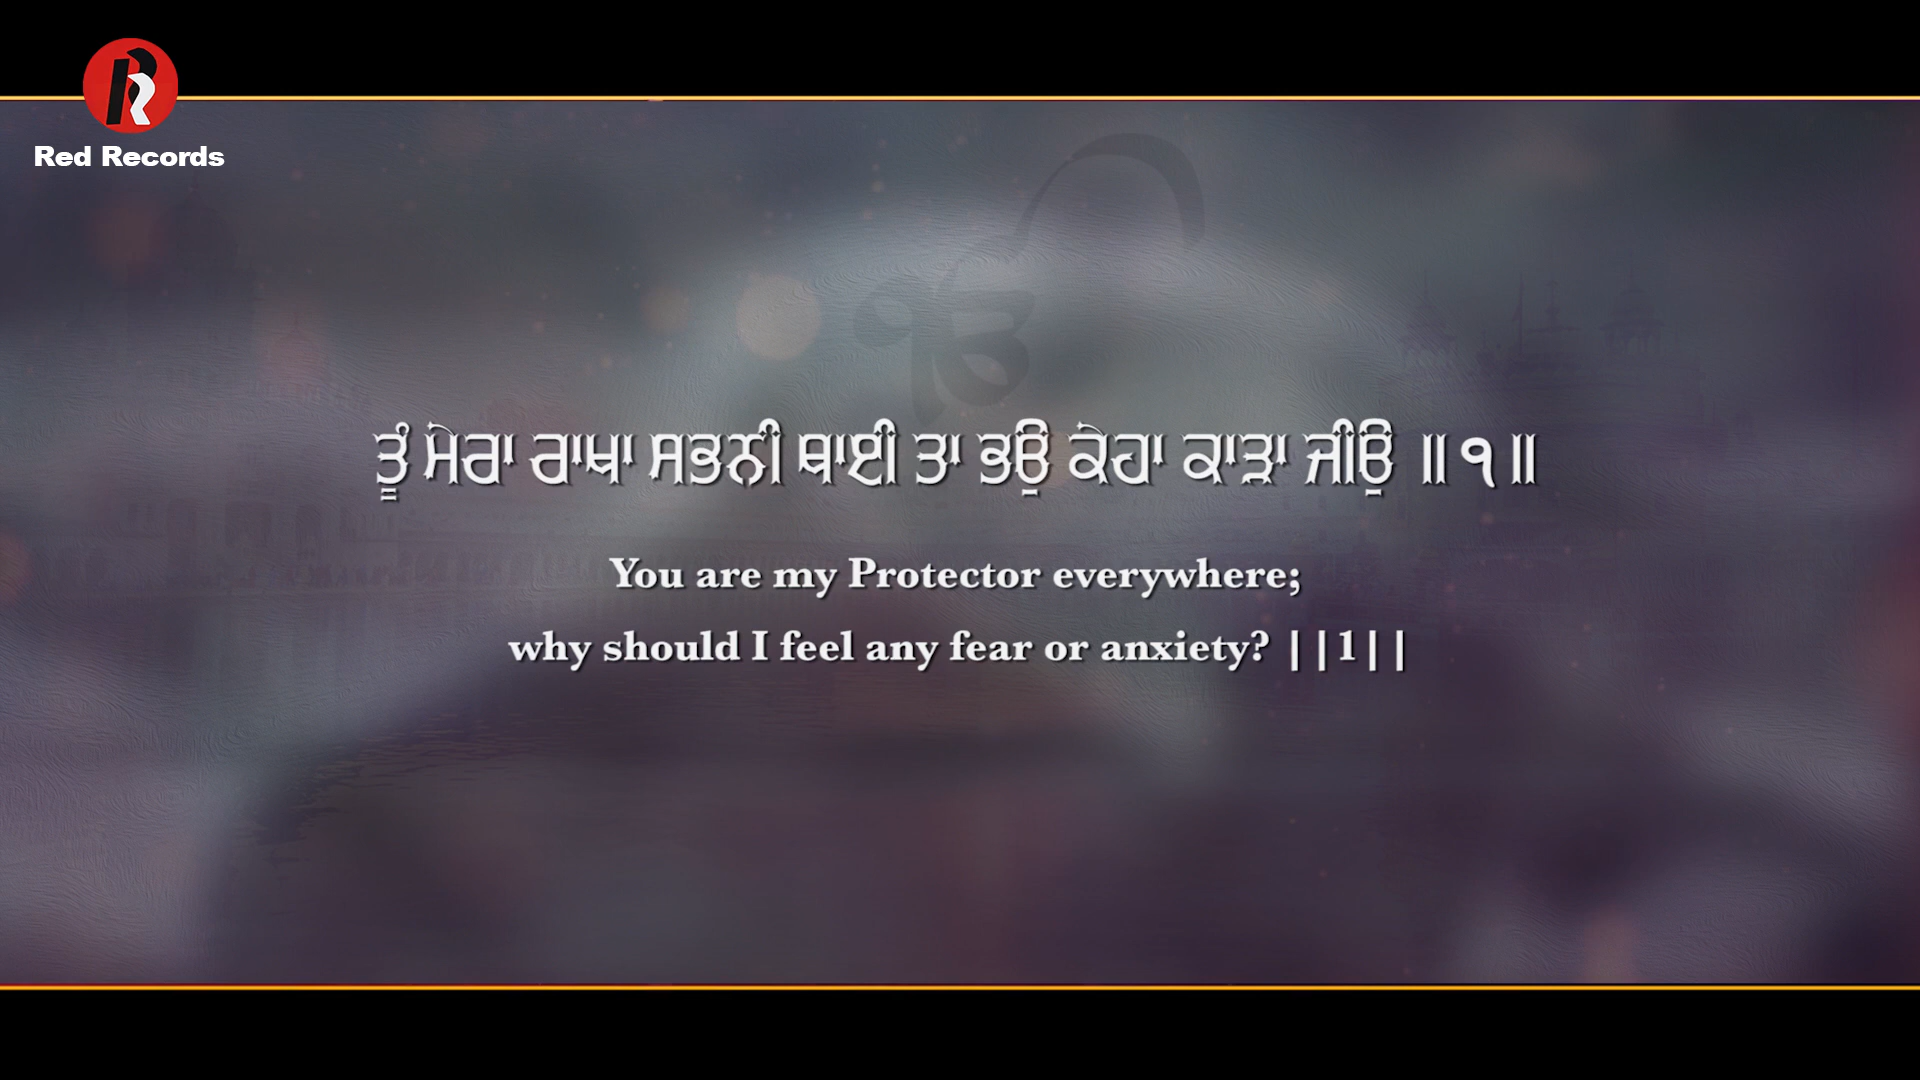 Red Records
ਤੂੰ ਮੇਰਾ ਰਾਖਾ ਸਭਨੀ ਥਾਈ ਤਾ ਭਉ ਕੇਹਾ ਕਾੜਾ ਜੀਉ ॥੧॥
You are my Protector everywhere;
why should I feel any fear or anxiety? ||1||